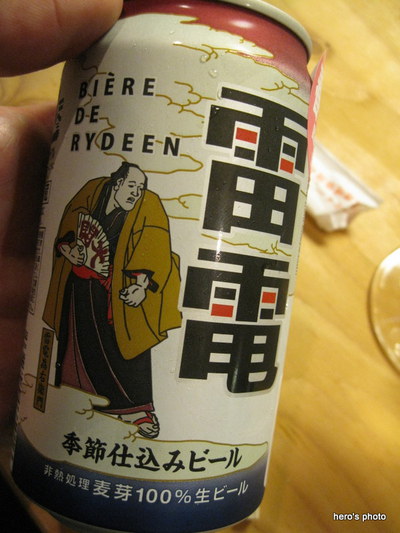 BIÈRE
DE
RYDEEN
雷電
季節仕込みビール
非熱処理 麦芽100%生ビール
hero's photo